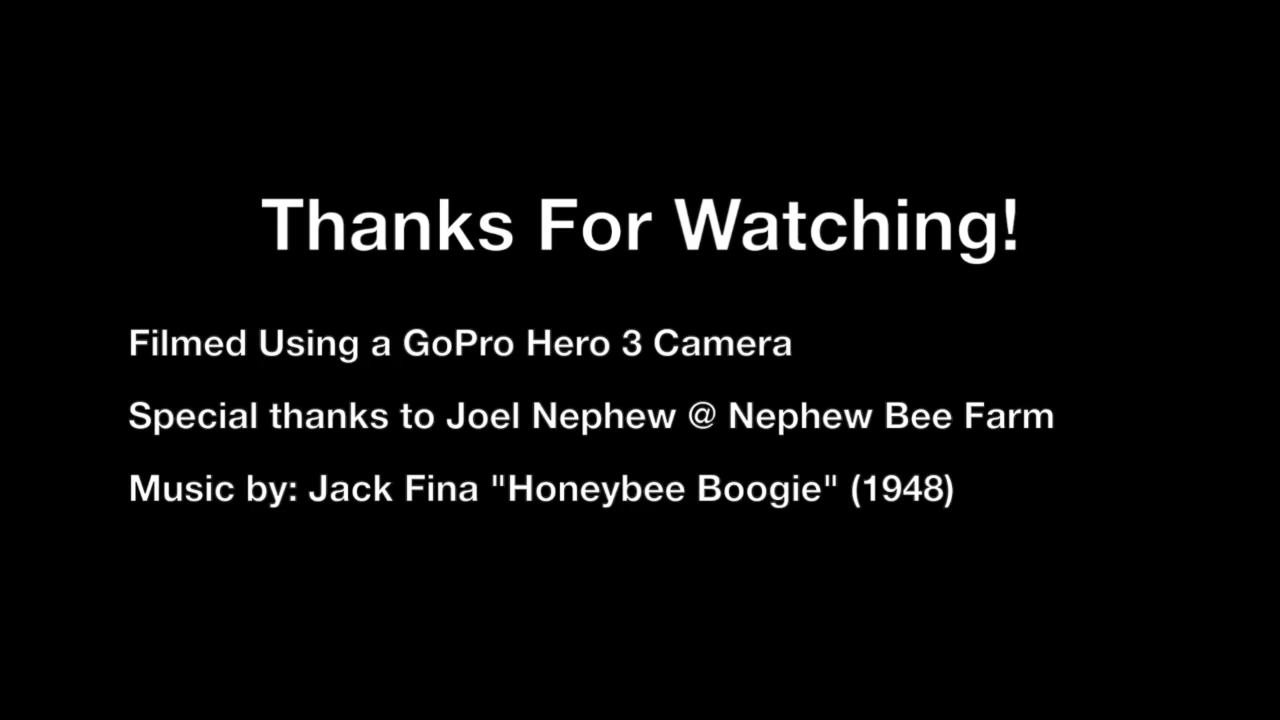 Thanks For Watching!
Filmed Using a GoPro Hero 3 Camera
Special thanks to Joel Nephew @ Nephew Bee Farm
Music by: Jack Fina "Honeybee Boogie" (1948)